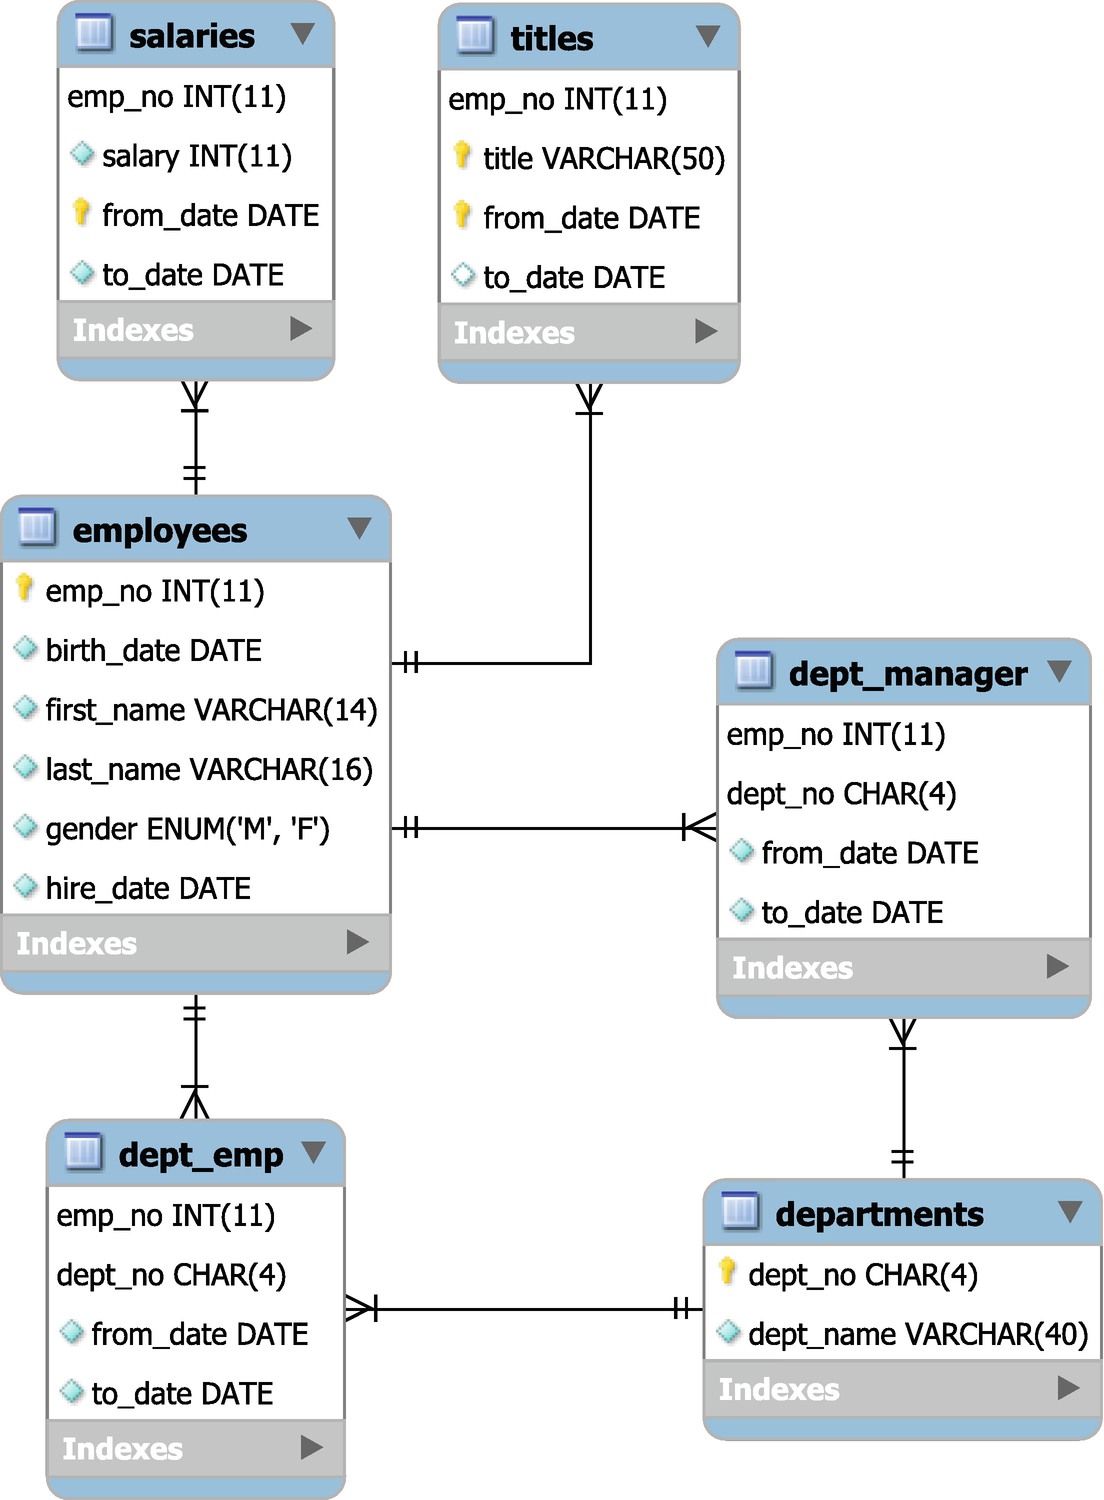 salaries
emp_no INT(11)
salary INT(11)
from_date DATE
to_date DATE
Indexes
titles
emp_no INT(11)
title VARCHAR(50)
from_date DATE
to_date DATE
Indexes
employees
emp_no INT(11)
birth_date DATE
first_name VARCHAR(14)
last_name VARCHAR(16)
gender ENUM('M', 'F')
hire_date DATE
Indexes
dept_manager
emp_no INT(11)
dept_no CHAR(4)
from_date DATE
to_date DATE
Indexes
dept_emp
emp_no INT(11)
dept_no CHAR(4)
from_date DATE
to_date DATE
Indexes
departments
dept_no CHAR(4)
dept_name VARCHAR(40)
Indexes